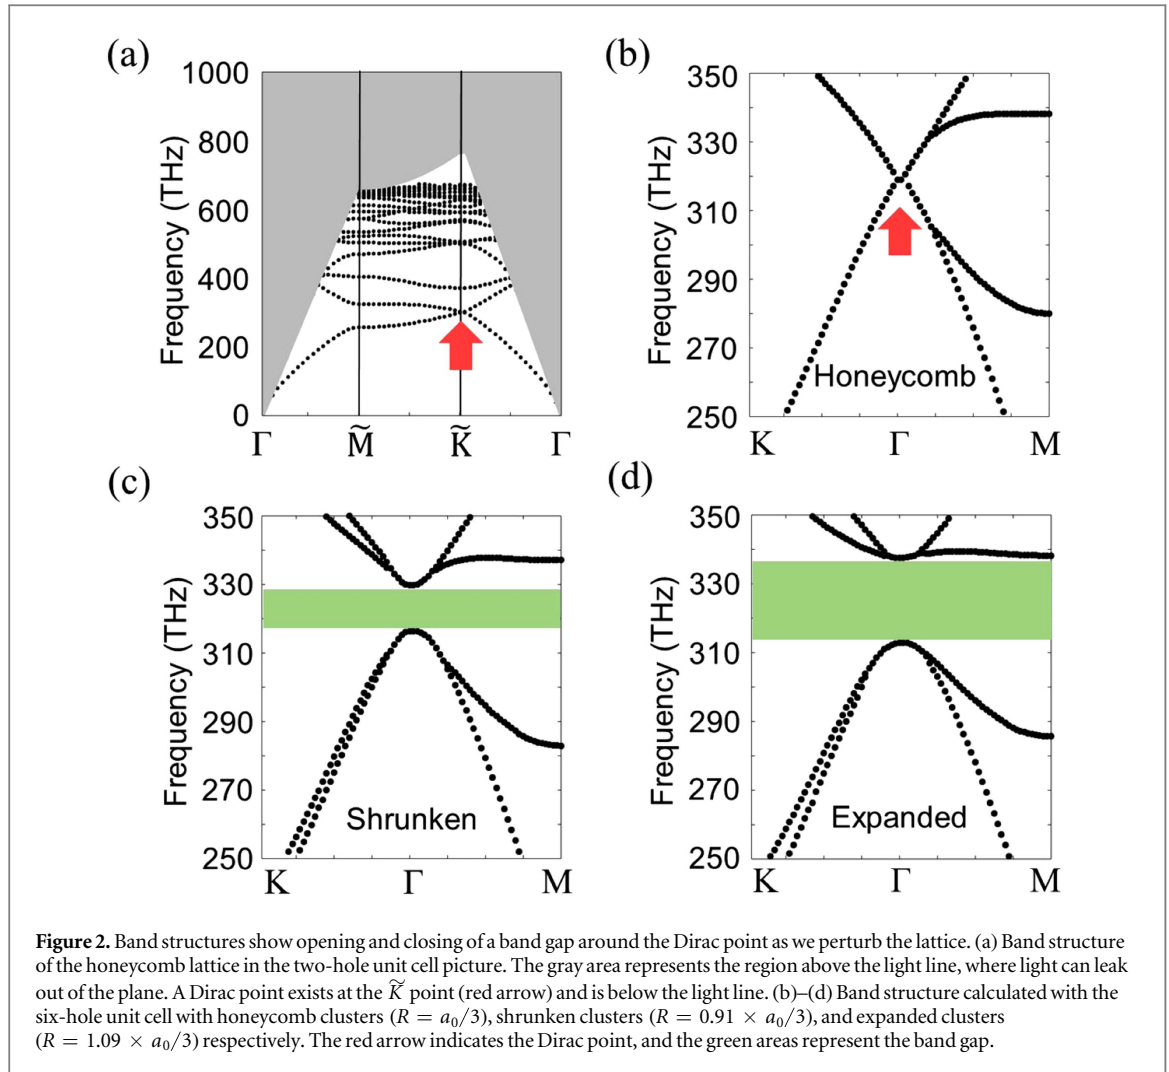 (a)
1000
800
600
400
200
0
Frequency (THz)
Γ M̃ K̃ Γ
(b)
350
330
310
290
270
250
Frequency (THz)
Honeycomb
K Γ M
(c)
350
330
310
290
270
250
Frequency (THz)
Shrunken
K Γ M
(d)
350
330
310
290
270
250
Frequency (THz)
Expanded
K Γ M
Figure 2. Band structures show opening and closing of a band gap around the Dirac point as we perturb the lattice. (a) Band structure
of the honeycomb lattice in the two-hole unit cell picture. The gray area represents the region above the light line, where light can leak
out of the plane. A Dirac point exists at the K̃ point (red arrow) and is below the light line. (b)–(d) Band structure calculated with the
six-hole unit cell with honeycomb clusters (R = a₀/3), shrunken clusters (R = 0.91 × a₀/3), and expanded clusters
(R = 1.09 × a₀/3) respectively. The red arrow indicates the Dirac point, and the green areas represent the band gap.